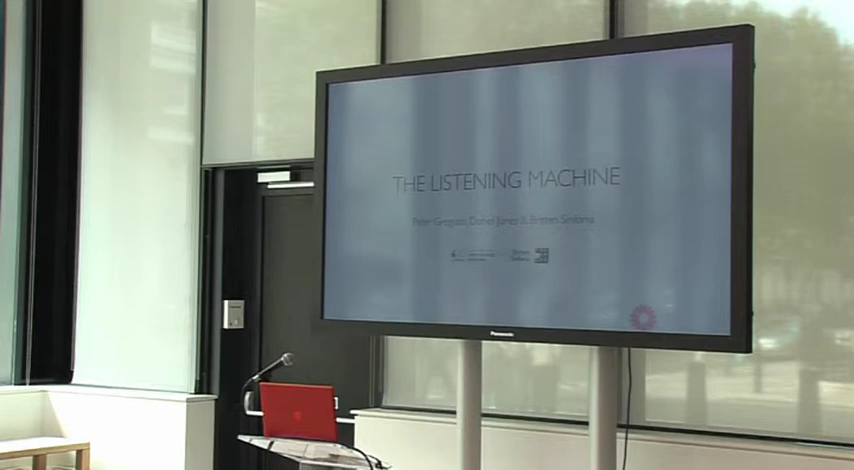 THE LISTENING MACHINE
Peter Gregson, Daniel Jones & Britten Sinfonia
Panasonic